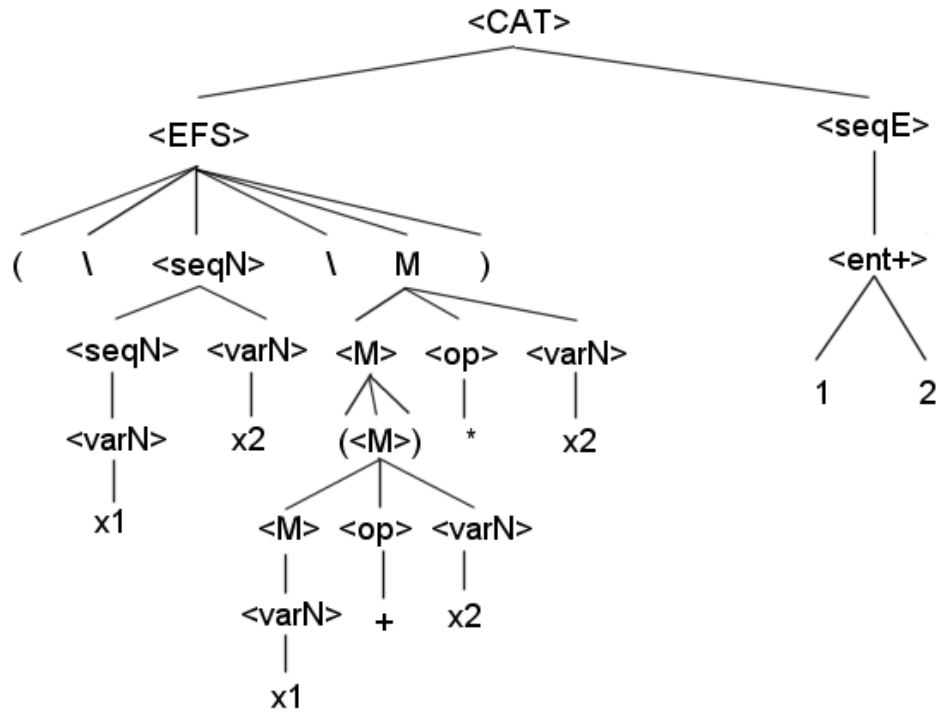 <CAT>
<EFS> <seqE>
( \ <seqN> \ M ) <ent+>
<seqN> <varN> <M> <op> <varN>
1 2
<varN> x2 (<M>) * x2
x1 <M> <op> <varN>
<varN> + x2
x1